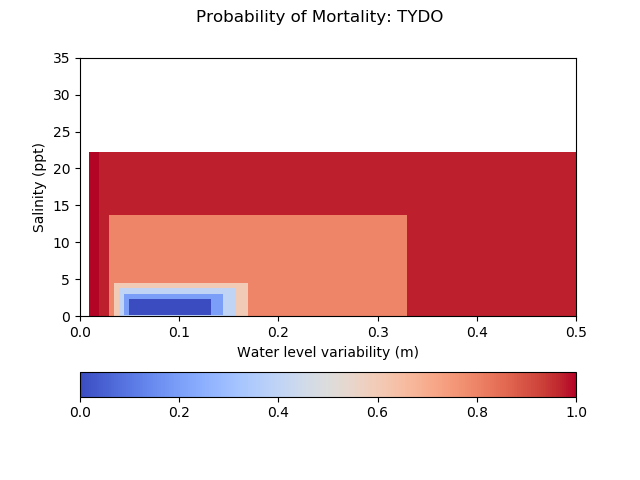 Probability of Mortality: TYDO
35
30
25
20
15
10
5
0
Salinity (ppt)
0.0 0.1 0.2 0.3 0.4 0.5
Water level variability (m)
0.0 0.2 0.4 0.6 0.8 1.0